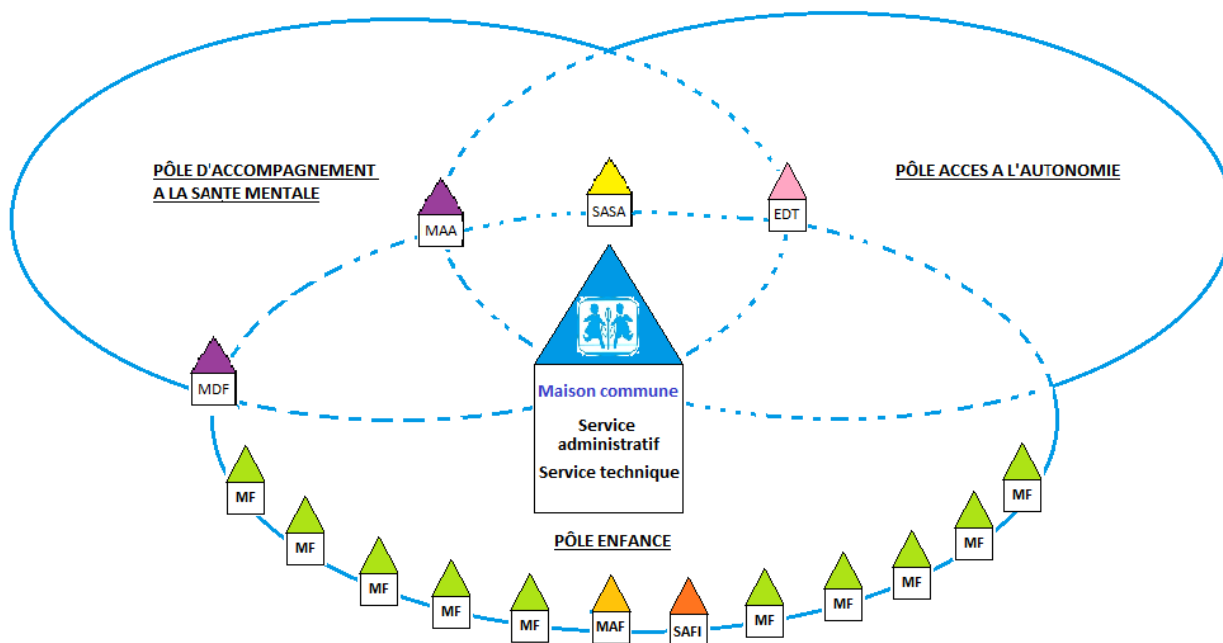 PÔLE D'ACCOMPAGNEMENT
A LA SANTE MENTALE
PÔLE ACCES A L'AUTONOMIE
SASA
EDT
MAA
MDF
Maison commune
Service
administratif
Service technique
PÔLE ENFANCE
MF
MF
MF
MF
MF
MAF
SAFI
MF
MF
MF
MF
MF